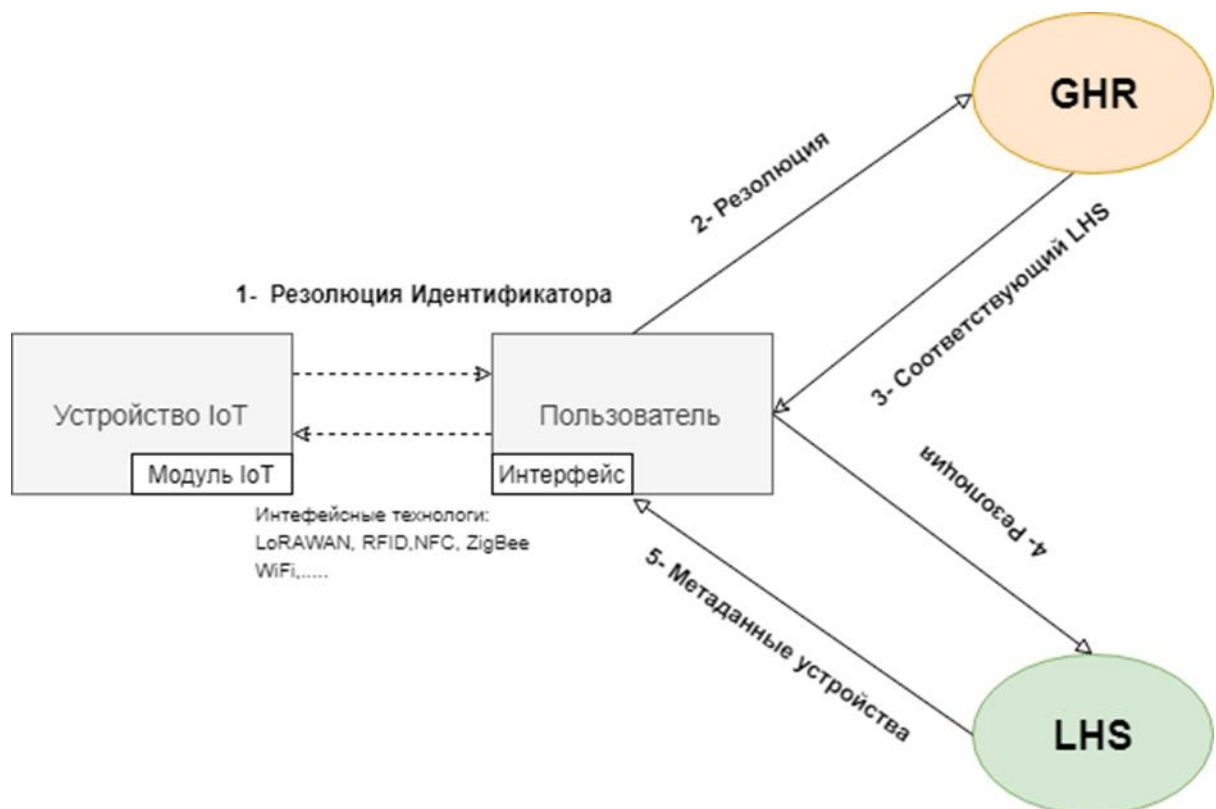 GHR
2- Резолюция
3- Соответствующий LHS
1- Резолюция Идентификатора
Устройство IoT
Модуль IoT
Пользователь
Интерфейс
Интефейсные технологи:
LoRAWAN, RFID,NFC, ZigBee
WiFi,.....
4- Резолюция
5- Метаданные устройства
LHS